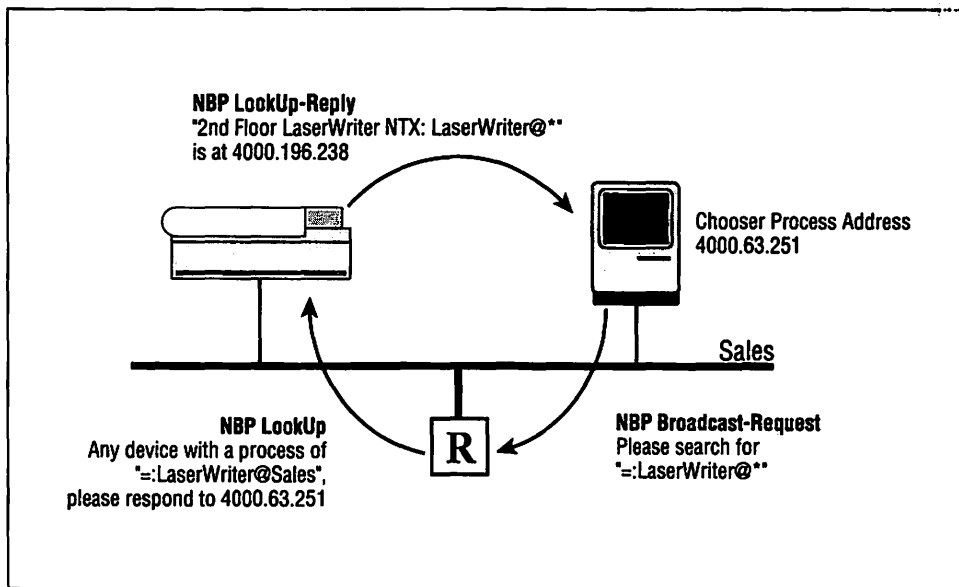 NBP LookUp-Reply
"2nd Floor LaserWriter NTX: LaserWriter@*"
is at 4000.196.238
Chooser Process Address
4000.63.251
Sales
NBP LookUp
Any device with a process of
"=:LaserWriter@Sales",
please respond to 4000.63.251
R
NBP Broadcast-Request
Please search for
"=:LaserWriter@*"